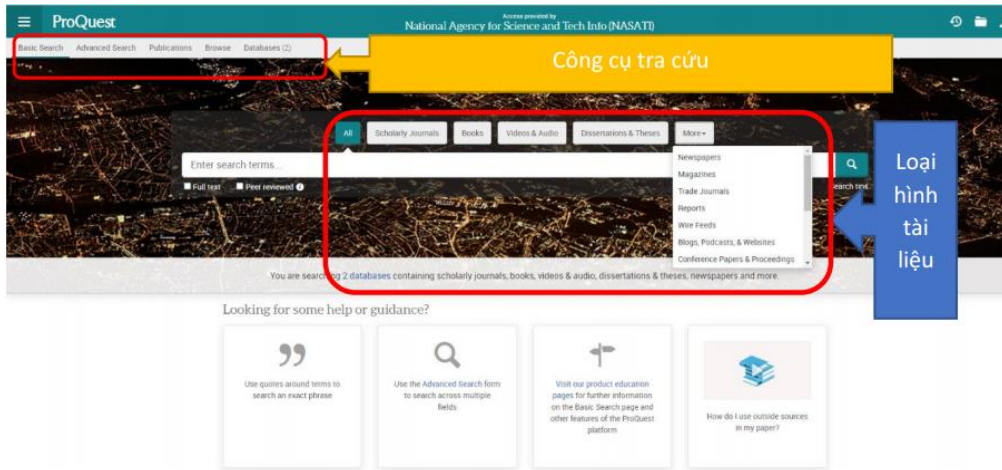 ProQuest
Access provided by
National Agency for Science and Tech Info (NASATI)
Basic Search Advanced Search Publications Browse Databases (2)
Công cụ tra cứu
All Scholarly Journals Books Videos & Audio Dissertations & Theses More
Enter search terms...
Newspapers
Magazines
Trade Journals
Reports
Wire Feeds
Blogs, Podcasts, & Websites
Conference Papers & Proceedings
Full text Peer reviewed
Loại
hình
tài
liệu
You are searching 2 databases containing scholarly journals, books, videos & audio, dissertations & theses, newspapers and more.
Looking for some help or guidance?
Use quotes around terms to
search an exact phrase
Use the Advanced Search form
to search across multiple
fields
Visit our product education
pages for further information
on the Basic Search page and
other features of the ProQuest
platform
How do I use outside sources
in my paper?